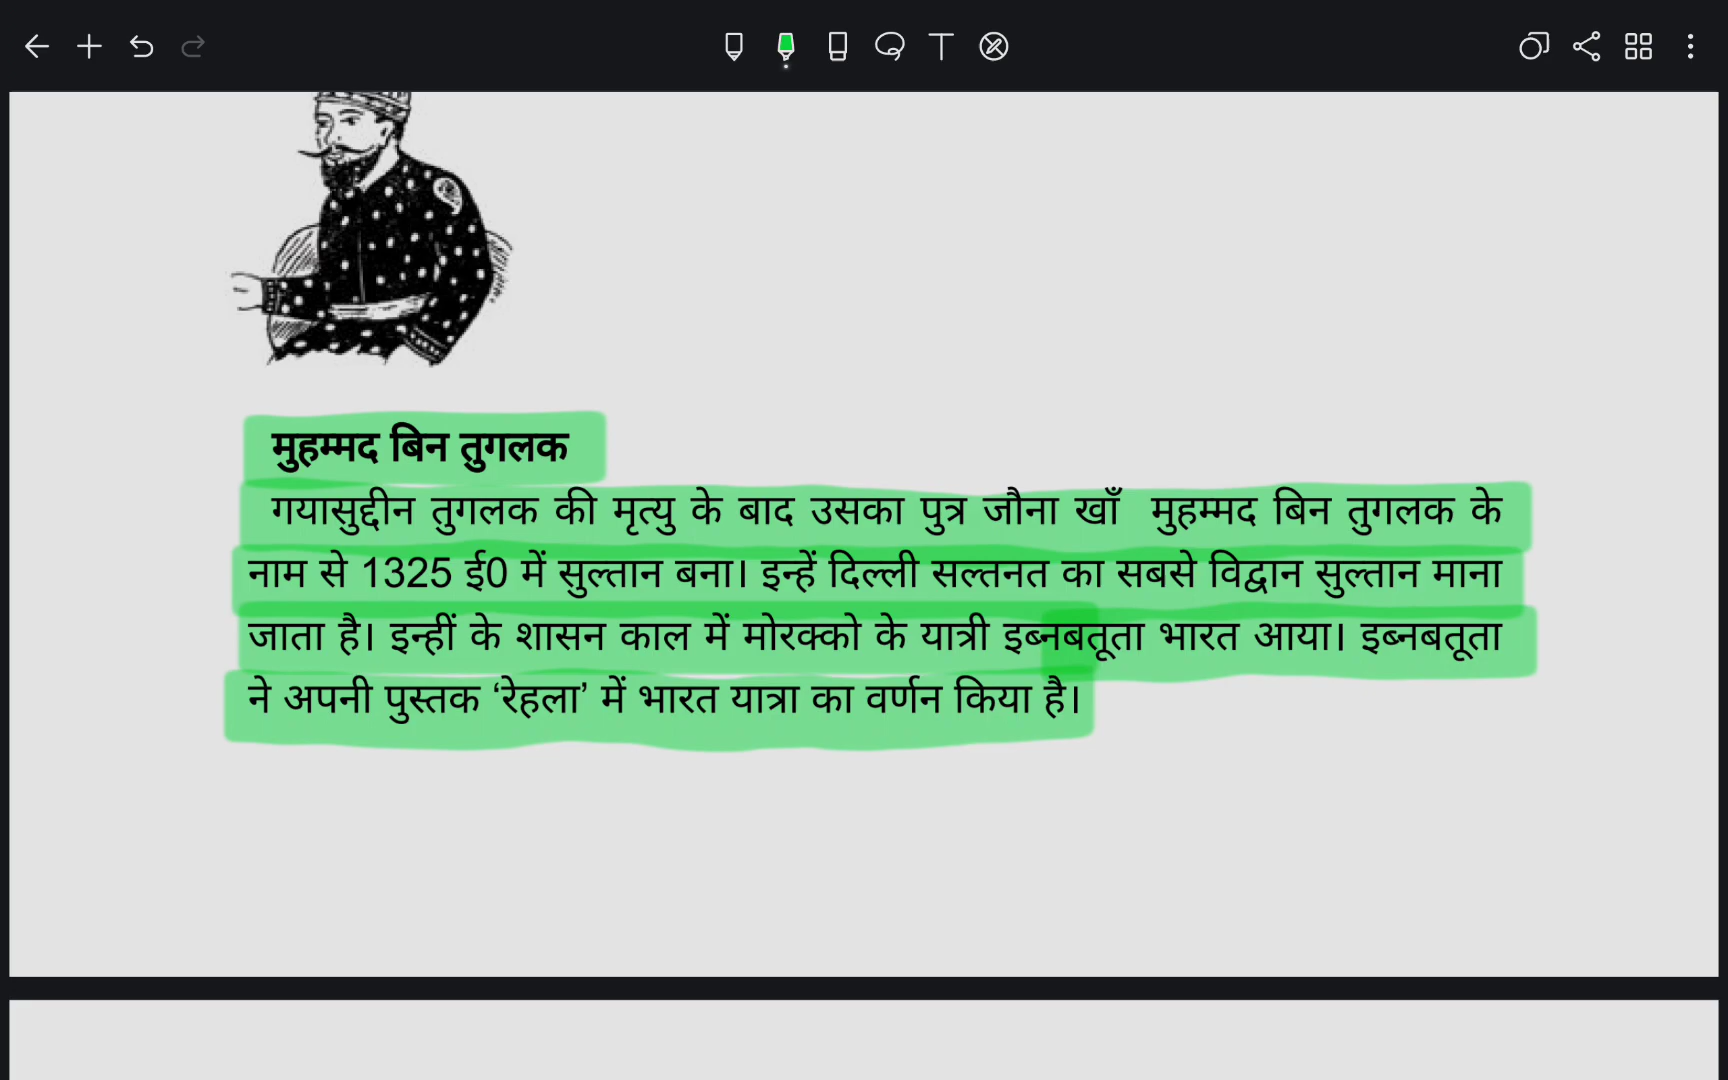 मुहम्मद बिन तुगलक
गयासुद्दीन तुगलक की मृत्यु के बाद उसका पुत्र जौना खाँ मुहम्मद बिन तुगलक के
नाम से 1325 ई0 में सुल्तान बना। इन्हें दिल्ली सल्तनत का सबसे विद्वान सुल्तान माना
जाता है। इन्हीं के शासन काल में मोरक्को के यात्री इब्नबतूता भारत आया। इब्नबतूता
ने अपनी पुस्तक ‘रेहला’ में भारत यात्रा का वर्णन किया है।